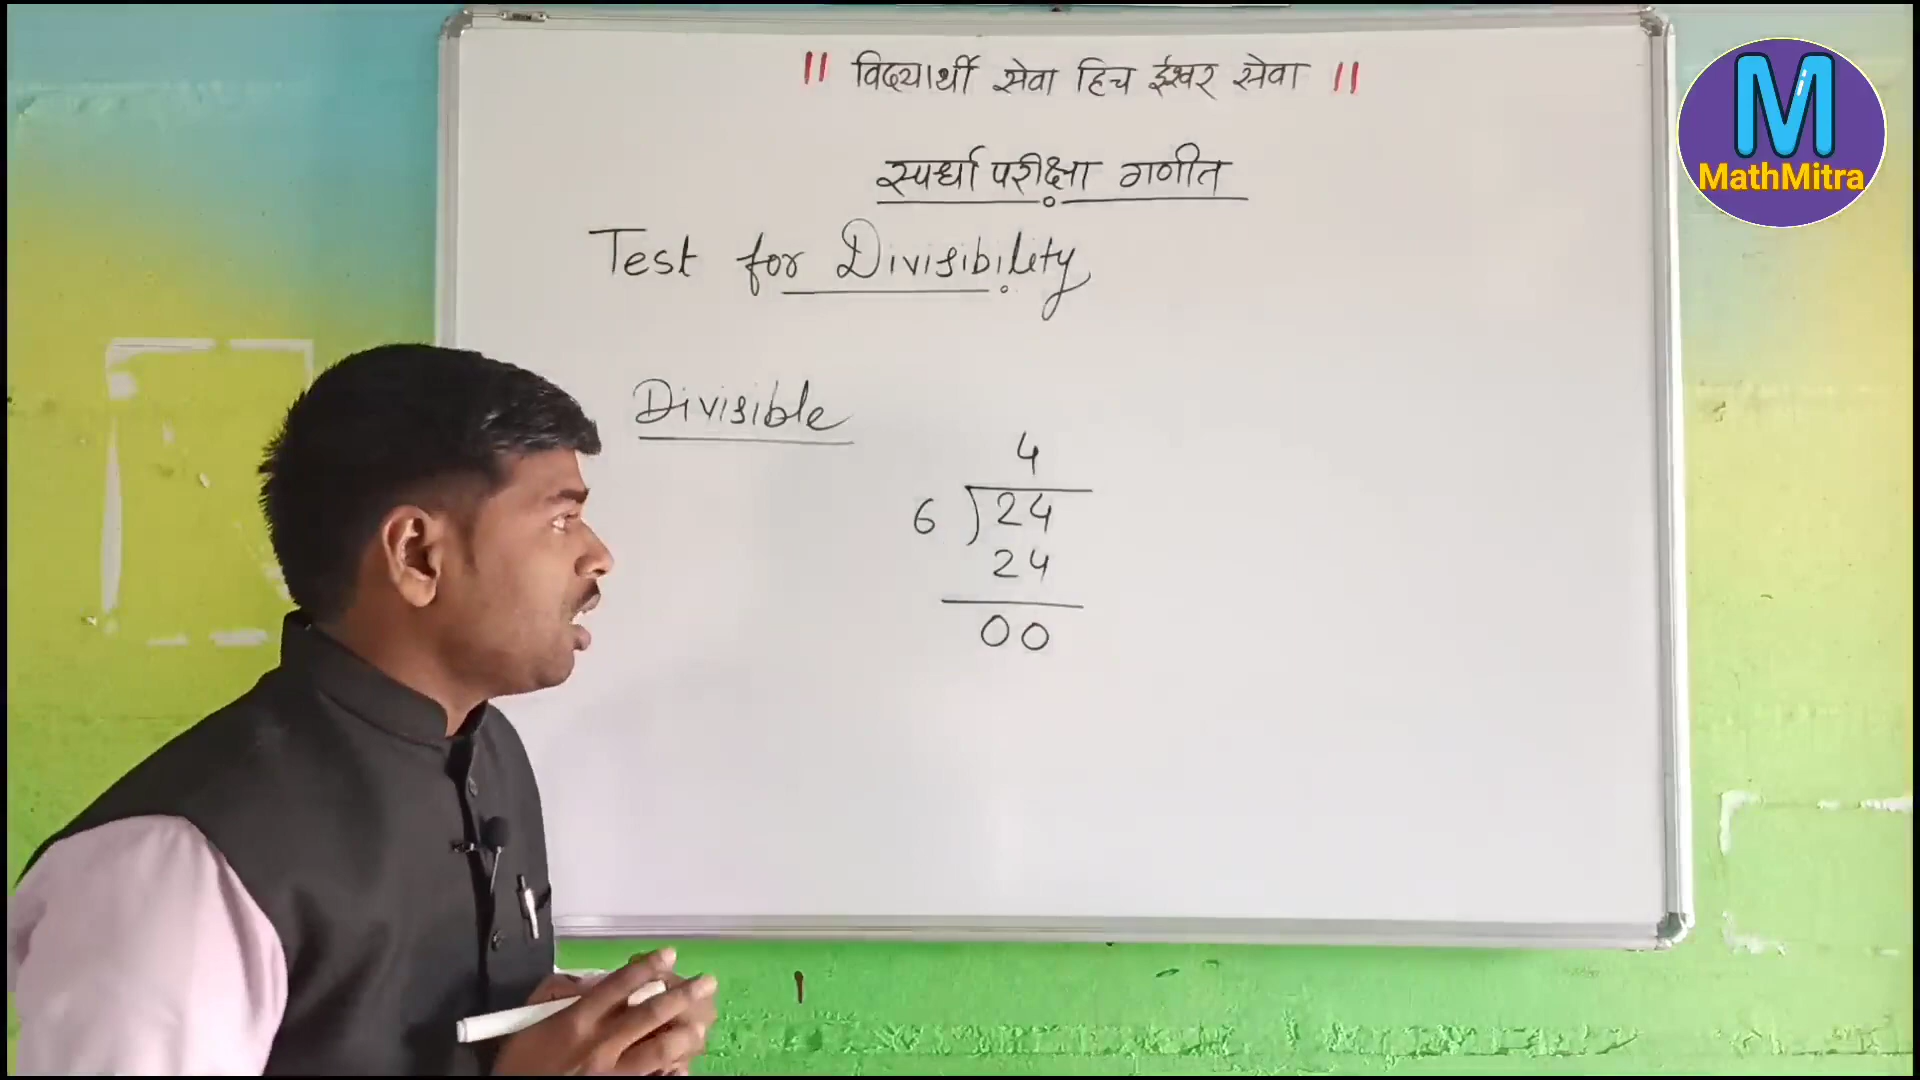 ॥ विद्यार्थी सेवा हिच ईश्वर सेवा ॥
M
MathMitra
स्पर्धा परीक्षा गणीत
Test for Divisibility
Divisible
4
6 ) 24
24
00